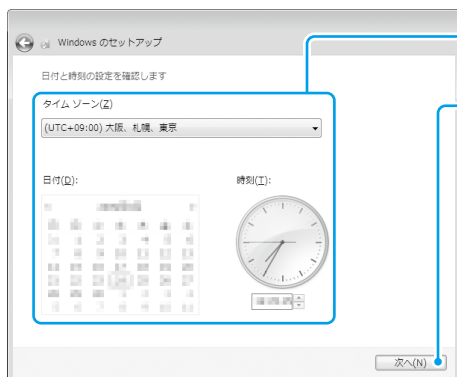 Windows のセットアップ
日付と時刻の設定を確認します
タイム ゾーン(Z)
(UTC+09:00) 大阪、札幌、東京
日付(D):
時刻(T):
次へ(N)